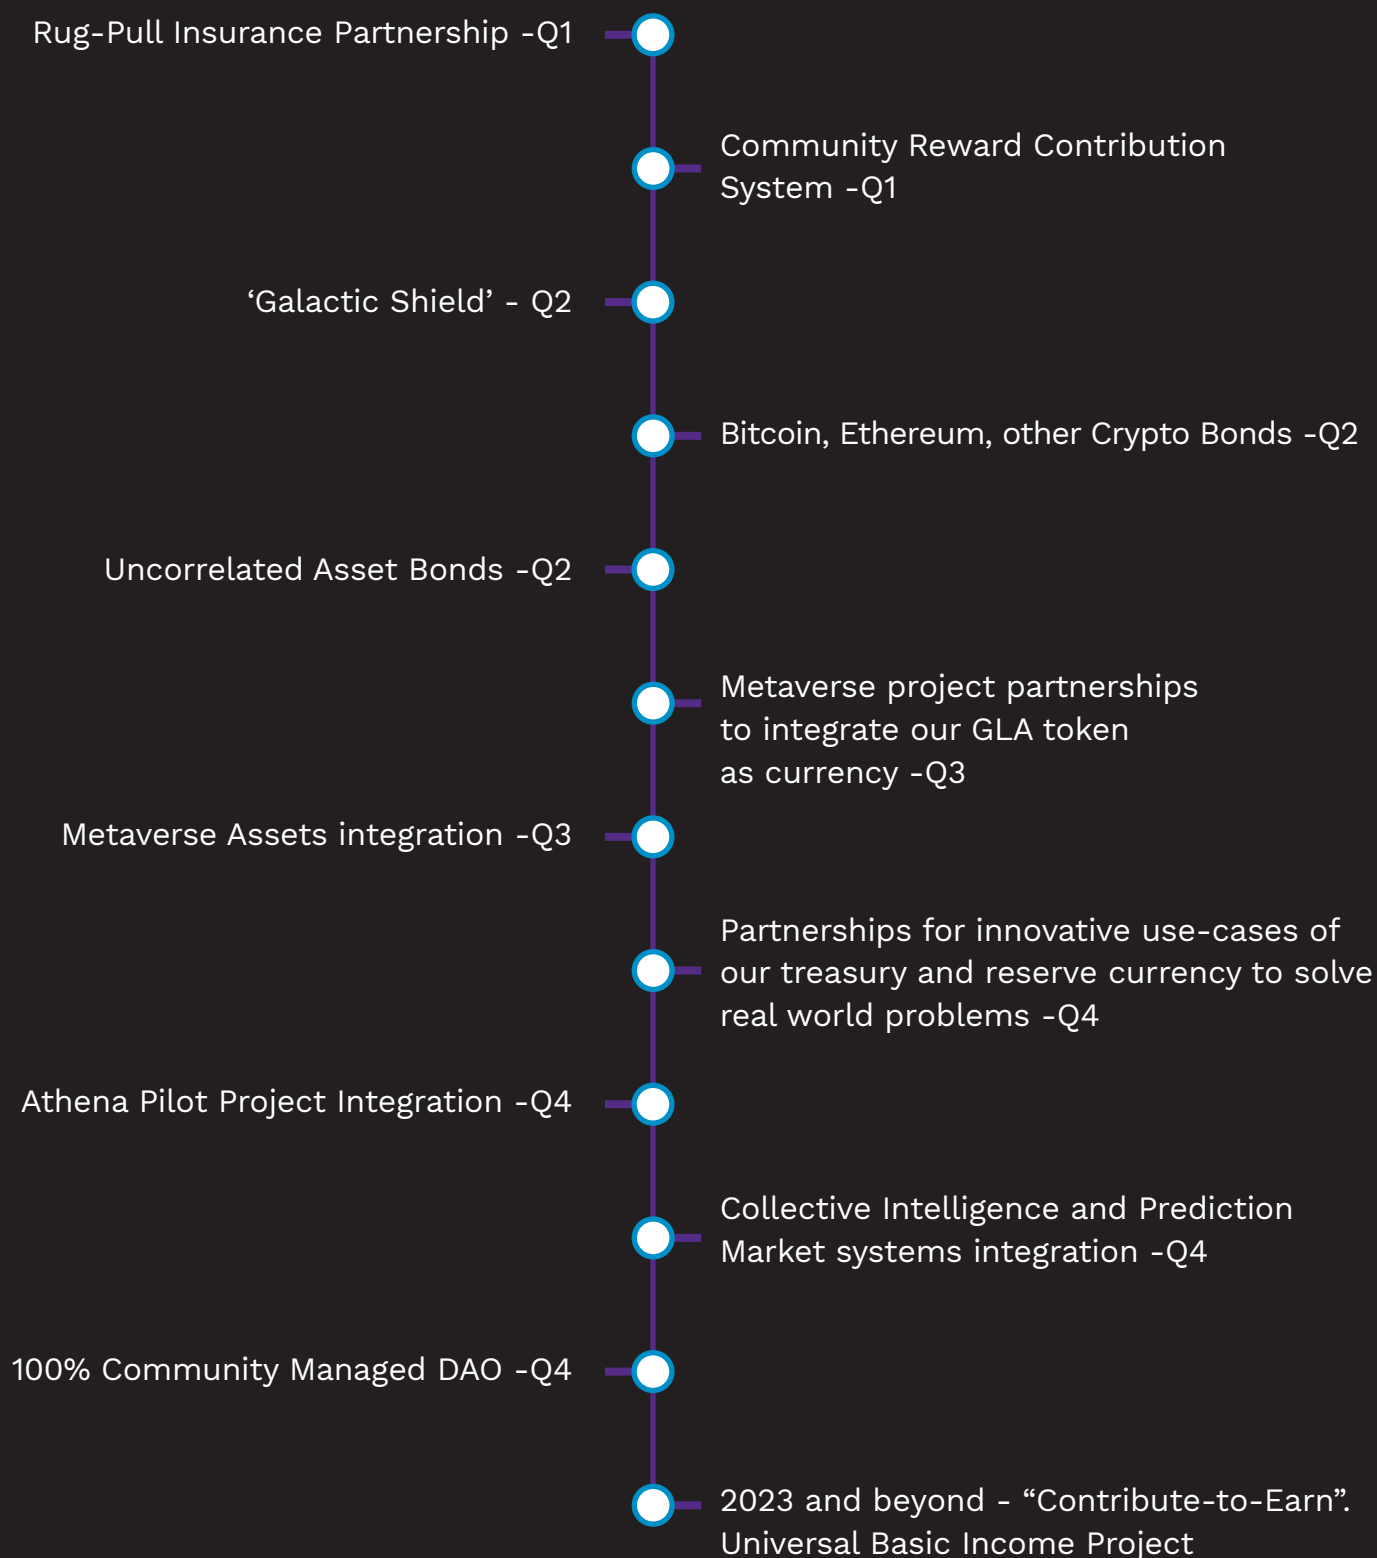 Rug-Pull Insurance Partnership -Q1
Community Reward Contribution
System -Q1
‘Galactic Shield’ - Q2
Bitcoin, Ethereum, other Crypto Bonds -Q2
Uncorrelated Asset Bonds -Q2
Metaverse project partnerships
to integrate our GLA token
as currency -Q3
Metaverse Assets integration -Q3
Partnerships for innovative use-cases of
our treasury and reserve currency to solve
real world problems -Q4
Athena Pilot Project Integration -Q4
Collective Intelligence and Prediction
Market systems integration -Q4
100% Community Managed DAO -Q4
2023 and beyond - “Contribute-to-Earn”.
Universal Basic Income Project